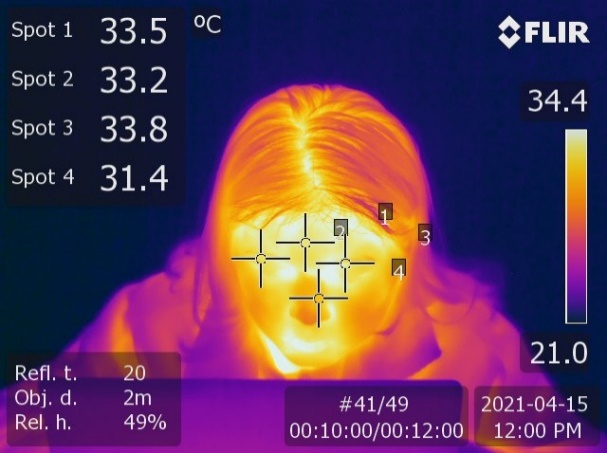 Spot 1 33.5 ºC
Spot 2 33.2
Spot 3 33.8
Spot 4 31.4
FLIR
34.4
1
2
3
4
21.0
Refl. t. 20
Obj. d. 2m
Rel. h. 49%
#41/49
00:10:00/00:12:00
2021-04-15
12:00 PM